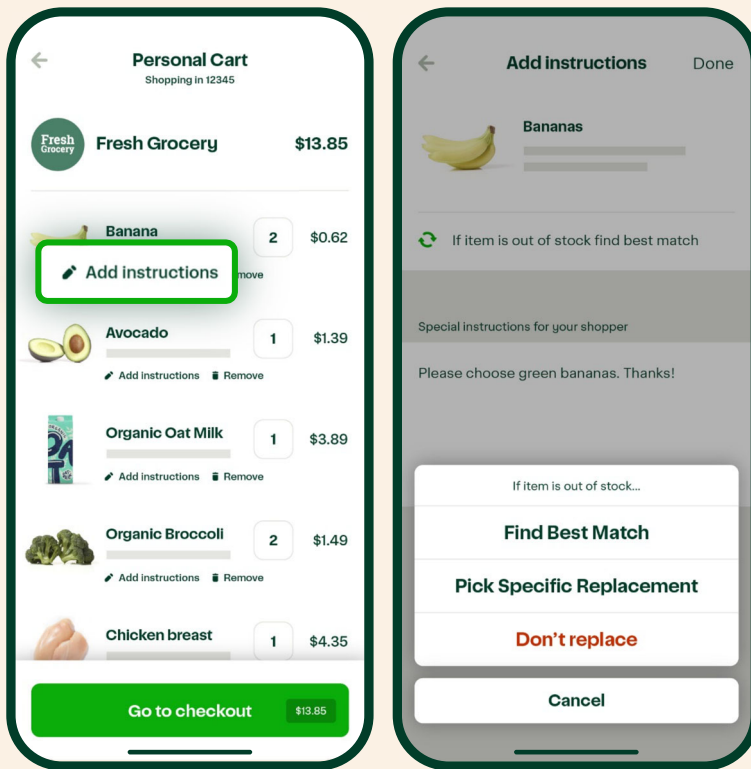 Personal Cart
Shopping in 12345
Fresh
Grocery
Fresh Grocery $13.85
Banana 2 $0.62
Add instructions move
Avocado 1 $1.39
Add instructions Remove
Organic Oat Milk 1 $3.89
Add instructions Remove
Organic Broccoli 2 $1.49
Add instructions Remove
Chicken breast 1 $4.35
Go to checkout $13.85
Add instructions Done
Bananas
If item is out of stock find best match
Special instructions for your shopper
Please choose green bananas. Thanks!
If item is out of stock...
Find Best Match
Pick Specific Replacement
Don't replace
Cancel